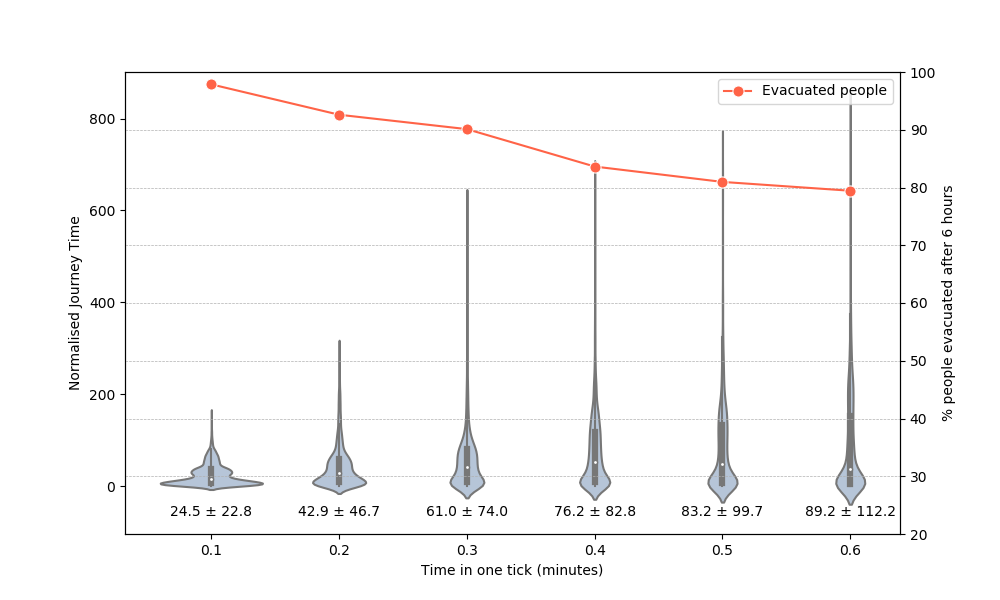 Evacuated people
800
600
400
200
0
Normalised Journey Time
100
90
80
70
60
50
40
30
20
% people evacuated after 6 hours
24.5 ± 22.8 42.9 ± 46.7 61.0 ± 74.0 76.2 ± 82.8 83.2 ± 99.7 89.2 ± 112.2
0.1 0.2 0.3 0.4 0.5 0.6
Time in one tick (minutes)